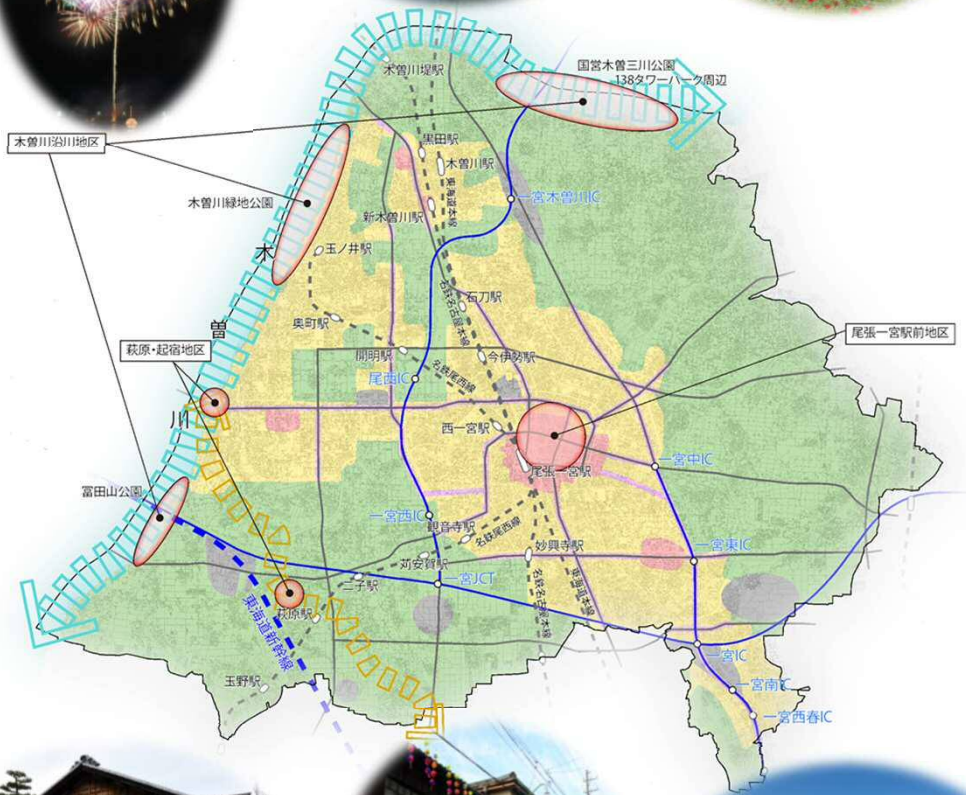 国営木曽三川公園
138タワーパーク周辺
木曽川堤駅
木曽川沿川地区
黒田駅
木曽川駅
東海道本線
一宮木曽川IC
木曽川緑地公園
新木曽川駅
木
玉ノ井駅
名鉄名古屋本線
石刀駅
曽
奥町駅
尾張一宮駅前地区
萩原・起宿地区
開明駅
今伊勢駅
尾西IC
名鉄尾西線
川
西一宮駅
尾張一宮駅
一宮中IC
富田山公園
一宮西IC
観音寺駅
名鉄尾西線
妙興寺駅
一宮東IC
苅安賀駅
二子駅
一宮JCT
名鉄名古屋本線
東海道本線
萩原駅
東海道新幹線
一宮IC
玉野駅
一宮南IC
一宮西春IC